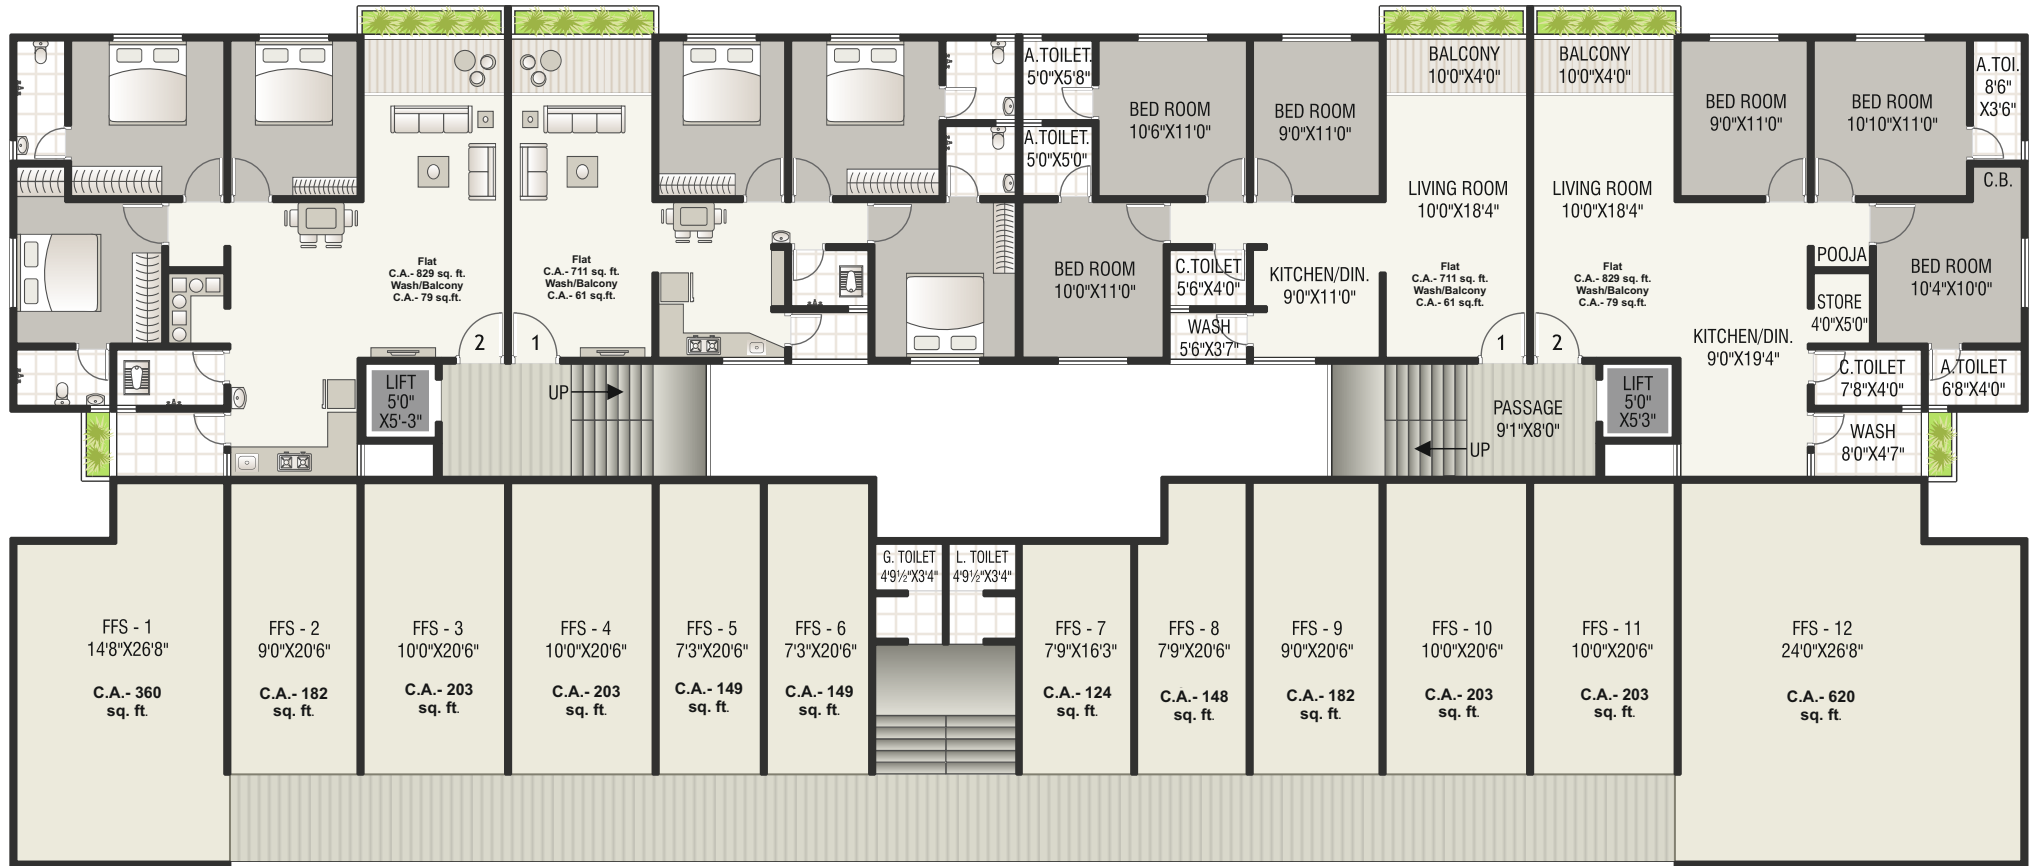 A.TOILET.
5'0"X5'8"
A.TOILET.
5'0"X5'0"
BED ROOM
10'6"X11'0"
BED ROOM
9'0"X11'0"
BALCONY
10'0"X4'0"
BALCONY
10'0"X4'0"
BED ROOM
9'0"X11'0"
BED ROOM
10'10"X11'0"
A.TOI.
8'6"
X3'6"
C.B.
LIVING ROOM
10'0"X18'4"
LIVING ROOM
10'0"X18'4"
Flat
C.A.- 829 sq. ft.
Wash/Balcony
C.A.- 79 sq.ft.
Flat
C.A.- 711 sq. ft.
Wash/Balcony
C.A.- 61 sq.ft.
BED ROOM
10'0"X11'0"
C.TOILET
5'6"X4'0"
WASH
5'6"X3'7"
KITCHEN/DIN.
9'0"X11'0"
Flat
C.A.- 711 sq. ft.
Wash/Balcony
C.A.- 61 sq.ft.
Flat
C.A.- 829 sq. ft.
Wash/Balcony
C.A.- 79 sq.ft.
POOJA
STORE
4'0"X5'0"
BED ROOM
10'4"X10'0"
KITCHEN/DIN.
9'0"X19'4"
2
1
1
2
LIFT
5'0"
X5'-3"
UP
PASSAGE
9'1"X8'0"
UP
LIFT
5'0"
X5'3"
C.TOILET
7'8"X4'0"
A.TOILET
6'8"X4'0"
WASH
8'0"X4'7"
G. TOILET
4'9½"X3'4"
L. TOILET
4'9½"X3'4"
FFS - 1
14'8"X26'8"
C.A.- 360
sq. ft.
FFS - 2
9'0"X20'6"
C.A.- 182
sq. ft.
FFS - 3
10'0"X20'6"
C.A.- 203
sq. ft.
FFS - 4
10'0"X20'6"
C.A.- 203
sq. ft.
FFS - 5
7'3"X20'6"
C.A.- 149
sq. ft.
FFS - 6
7'3"X20'6"
C.A.- 149
sq. ft.
FFS - 7
7'9"X16'3"
C.A.- 124
sq. ft.
FFS - 8
7'9"X20'6"
C.A.- 148
sq. ft.
FFS - 9
9'0"X20'6"
C.A.- 182
sq. ft.
FFS - 10
10'0"X20'6"
C.A.- 203
sq. ft.
FFS - 11
10'0"X20'6"
C.A.- 203
sq. ft.
FFS - 12
24'0"X26'8"
C.A.- 620
sq. ft.